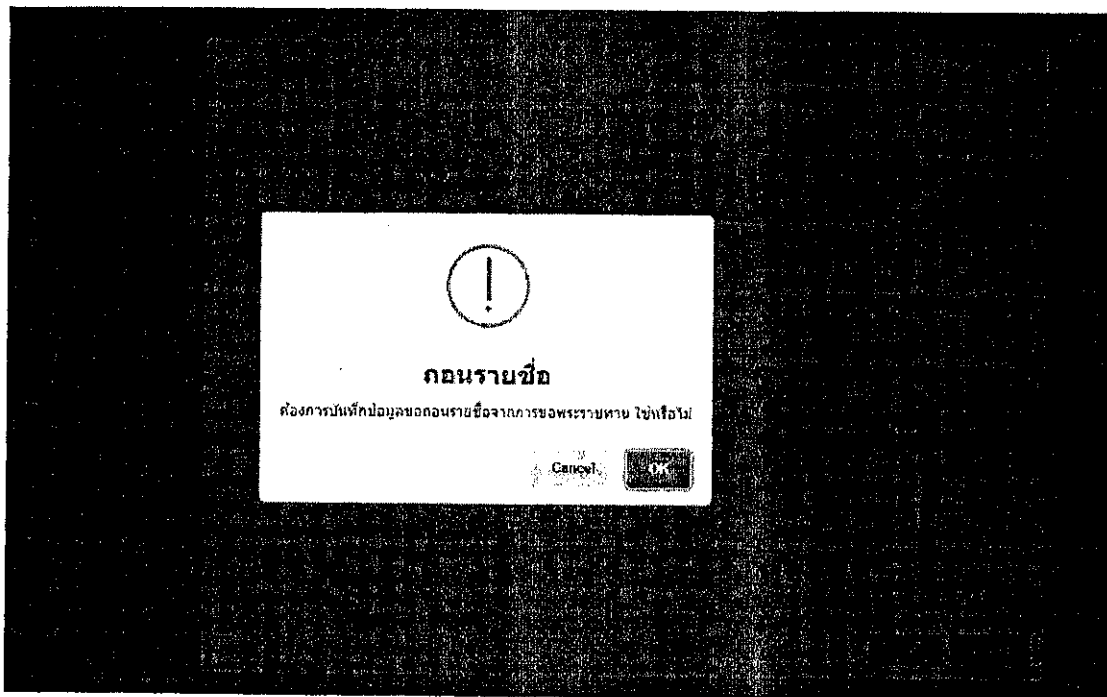 ถอนรายชื่อ
ต้องการบันทึกข้อมูลขอถอนรายชื่อจากการขอพระราชทาน ใช่หรือไม่
Cancel
OK